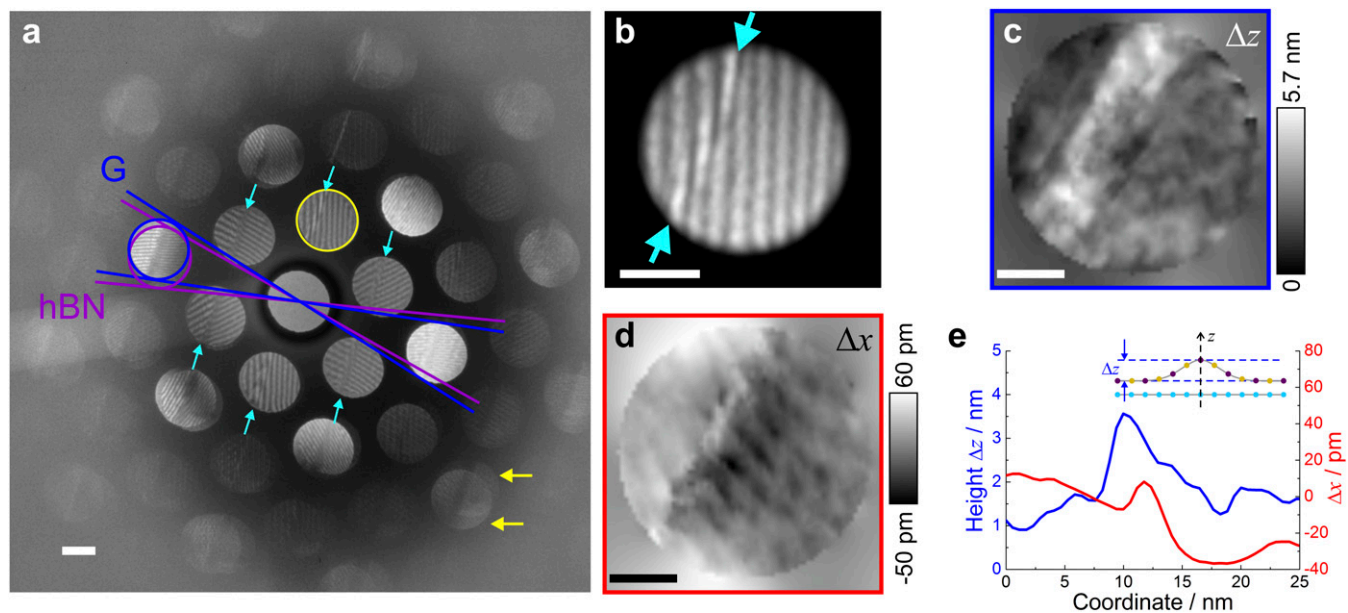 a
G
hBN
b
c
Δz
5.7 nm
0
d
Δx
60 pm
-50 pm
e
5
4
3
2
1
0
Height Δz / nm
z
Δz
80
60
40
20
0
-20
-40
Δx / pm
0 5 10 15 20 25
Coordinate / nm